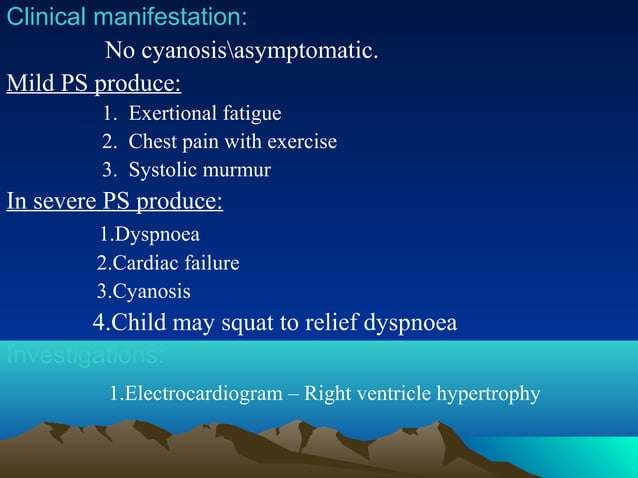 Clinical manifestation:
No cyanosis\asymptomatic.
Mild PS produce:
1. Exertional fatigue
2. Chest pain with exercise
3. Systolic murmur
In severe PS produce:
1.Dyspnoea
2.Cardiac failure
3.Cyanosis
4.Child may squat to relief dyspnoea
Investigations:
1.Electrocardiogram – Right ventricle hypertrophy